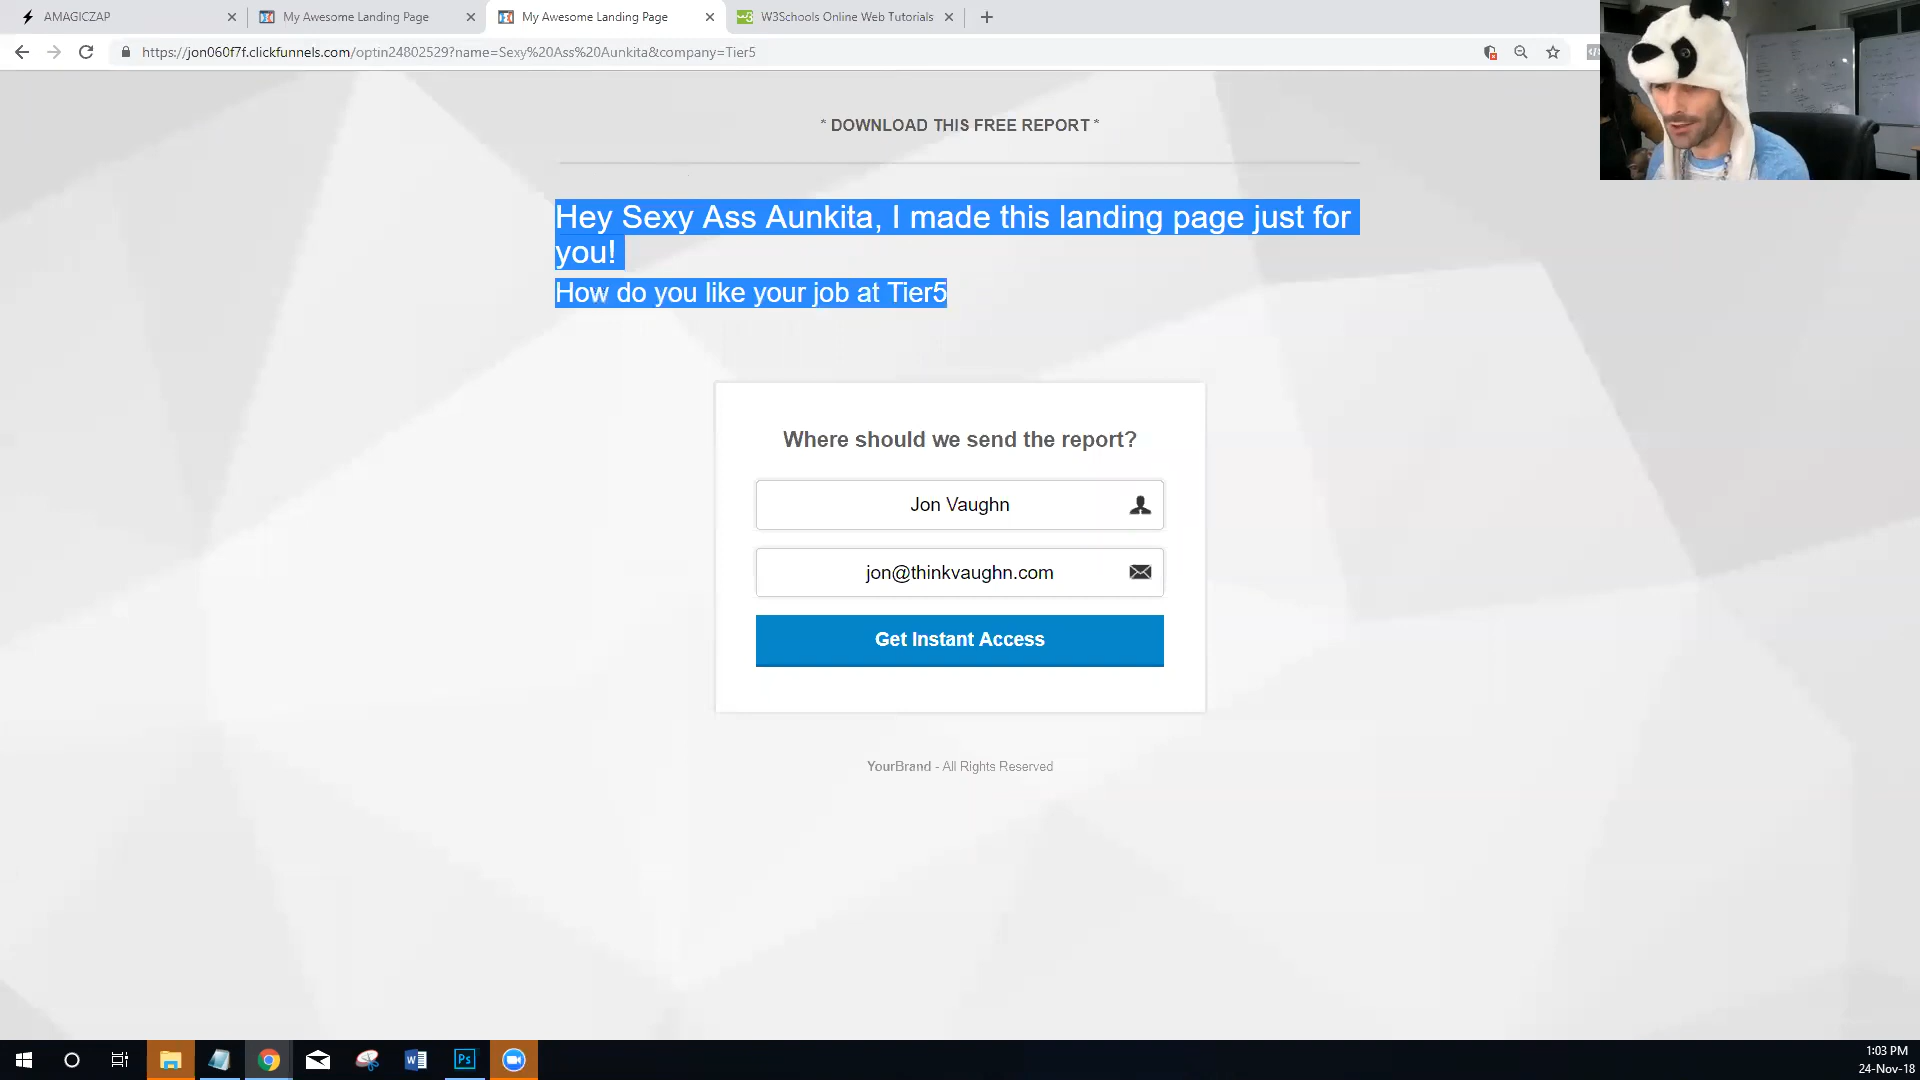 AMAGICZAP
My Awesome Landing Page
My Awesome Landing Page
W3Schools Online Web Tutorials
https://jon060f7f.clickfunnels.com/optin24802529?name=Sexy%20Ass%20Aunkita&company=Tier5
* DOWNLOAD THIS FREE REPORT *
Hey Sexy Ass Aunkita, I made this landing page just for
you!
How do you like your job at Tier5
Where should we send the report?
Jon Vaughn
jon@thinkvaughn.com
Get Instant Access
YourBrand - All Rights Reserved
Ps
1:03 PM
24-Nov-18